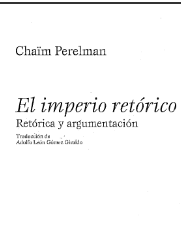 Chaïm Perelman
El imperio retórico
Retórica y argumentación
Traducción de
Adolfo León Gómez Giraldo